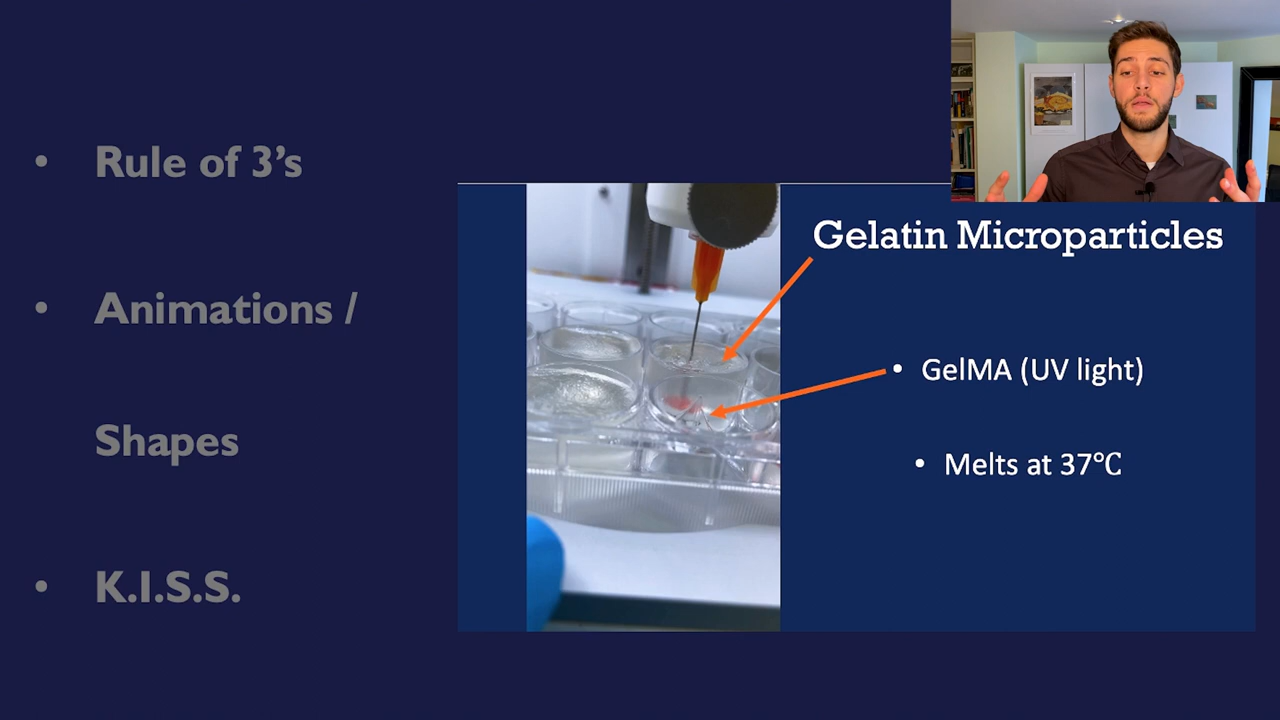 • Rule of 3’s
• Animations /
Shapes
• K.I.S.S.
Gelatin Microparticles
• GelMA (UV light)
• Melts at 37℃